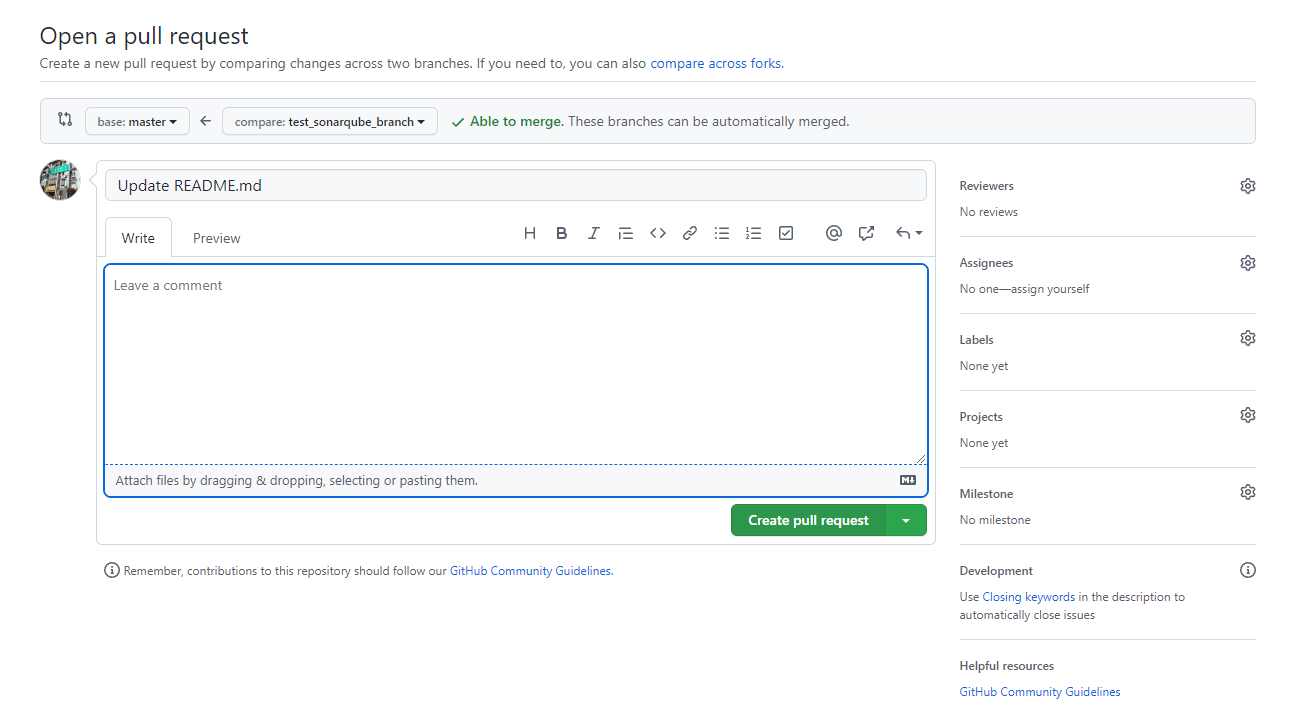 Open a pull request
Create a new pull request by comparing changes across two branches. If you need to, you can also compare across forks.
base: master
compare: test_sonarqube_branch
Able to merge. These branches can be automatically merged.
Update README.md
Write
Preview
Leave a comment
Attach files by dragging & dropping, selecting or pasting them.
Create pull request
Remember, contributions to this repository should follow our GitHub Community Guidelines.
Reviewers
No reviews
Assignees
No one—assign yourself
Labels
None yet
Projects
None yet
Milestone
No milestone
Development
Use Closing keywords in the description to
automatically close issues
Helpful resources
GitHub Community Guidelines